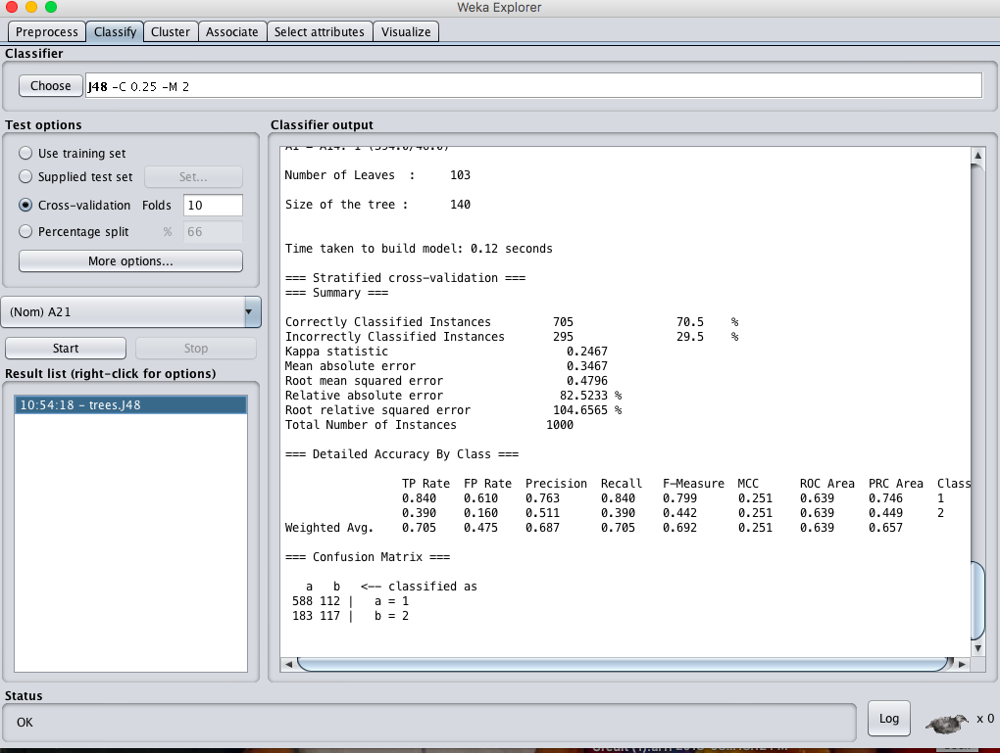 Weka Explorer
Preprocess Classify Cluster Associate Select attributes Visualize
Classifier
Choose J48 -C 0.25 -M 2
Test options
Use training set
Supplied test set Set...
Cross-validation Folds 10
Percentage split % 66
More options...
(Nom) A21
Start Stop
Result list (right-click for options)
10:54:18 - trees.J48
Classifier output
Number of Leaves : 103
Size of the tree : 140
Time taken to build model: 0.12 seconds
=== Stratified cross-validation ===
=== Summary ===
Correctly Classified Instances 705 70.5 %
Incorrectly Classified Instances 295 29.5 %
Kappa statistic 0.2467
Mean absolute error 0.3467
Root mean squared error 0.4796
Relative absolute error 82.5233 %
Root relative squared error 104.6565 %
Total Number of Instances 1000
=== Detailed Accuracy By Class ===
TP Rate FP Rate Precision Recall F-Measure MCC ROC Area PRC Area Class
0.840 0.610 0.763 0.840 0.799 0.251 0.639 0.746 1
0.390 0.160 0.511 0.390 0.442 0.251 0.639 0.449 2
Weighted Avg. 0.705 0.475 0.687 0.705 0.692 0.251 0.639 0.657
=== Confusion Matrix ===
a b <-- classified as
588 112 | a = 1
183 117 | b = 2
Status
OK
Log x 0